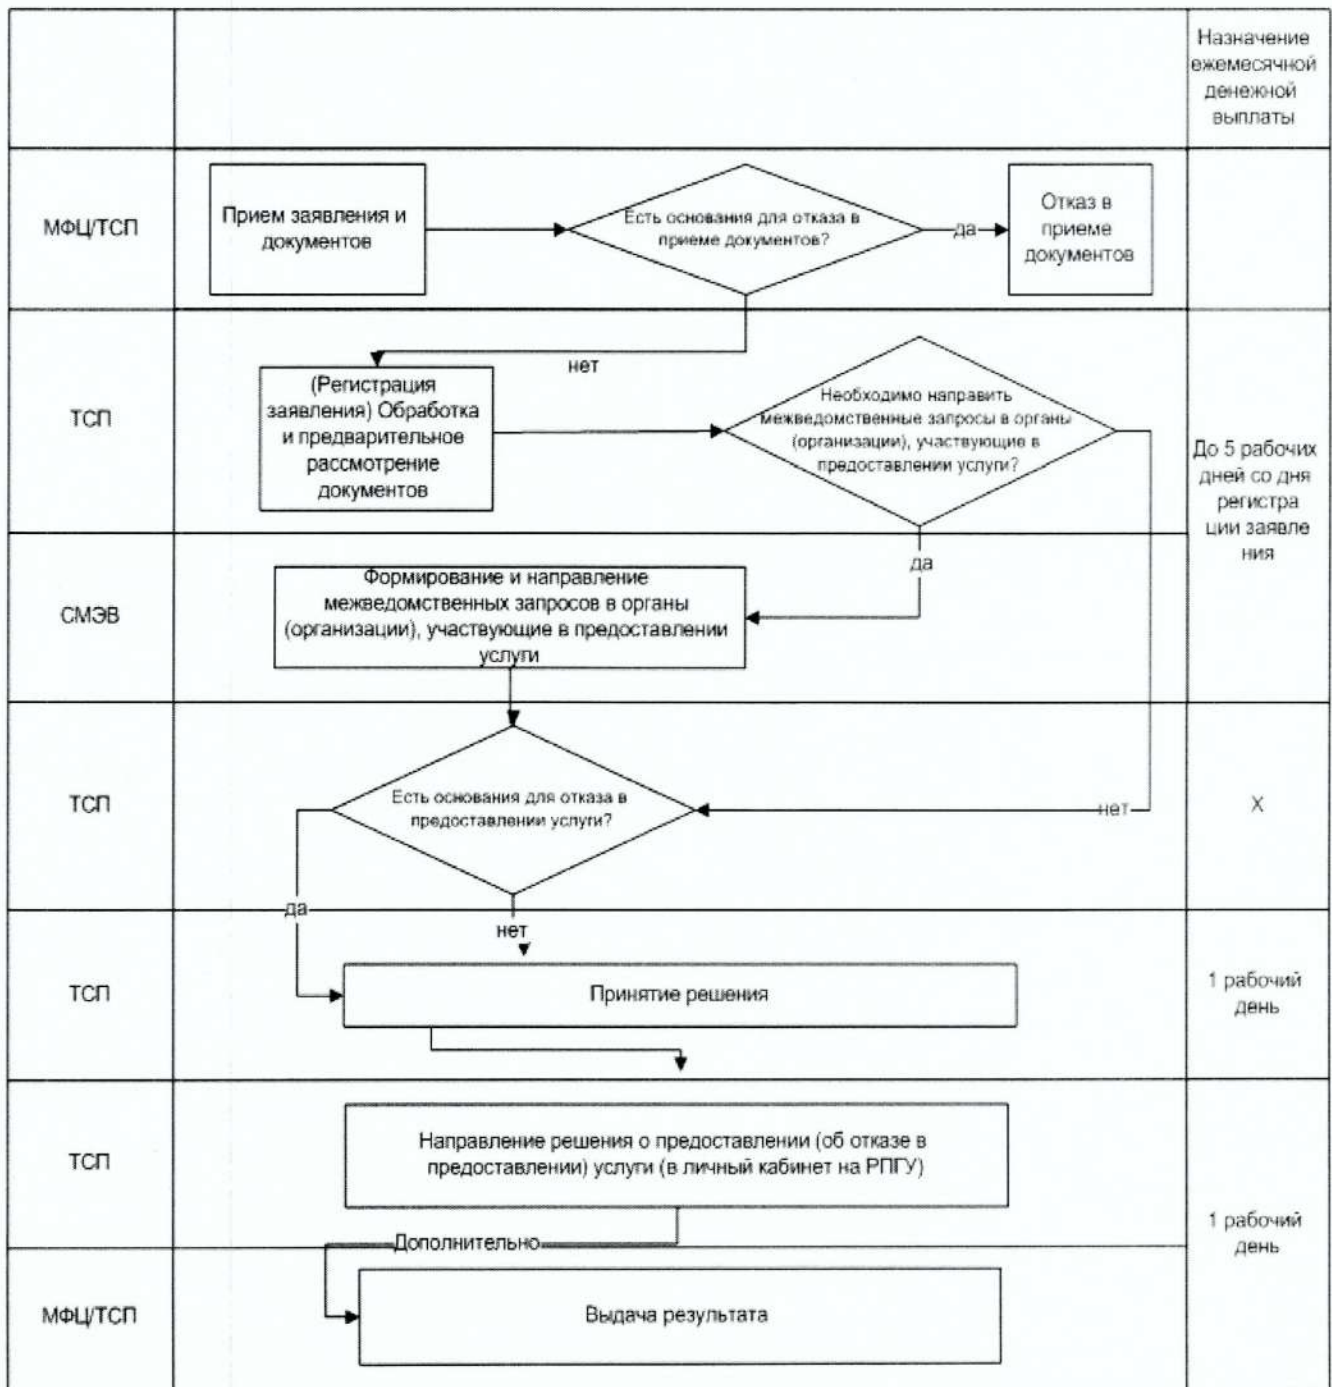 Назначение
ежемесячной
денежной
выплаты
МФЦ/ТСП
Прием заявления и
документов
Есть основания для отказа в
приеме документов?
да
Отказ в
приеме
документов
нет
ТСП
(Регистрация
заявления) Обработка
и предварительное
рассмотрение
документов
Необходимо направить
межведомственные запросы в органы
(организации), участвующие в
предоставлении услуги?
До 5 рабочих
дней со дня
регистра
ции заявле
ния
да
СМЭВ
Формирование и направление
межведомственных запросов в органы
(организации), участвующие в предоставлении
услуги
ТСП
Есть основания для отказа в
предоставлении услуги?
нет
X
да
нет
ТСП
Принятие решения
1 рабочий
день
ТСП
Направление решения о предоставлении (об отказе в
предоставлении) услуги (в личный кабинет на РПГУ)
1 рабочий
день
Дополнительно
МФЦ/ТСП
Выдача результата